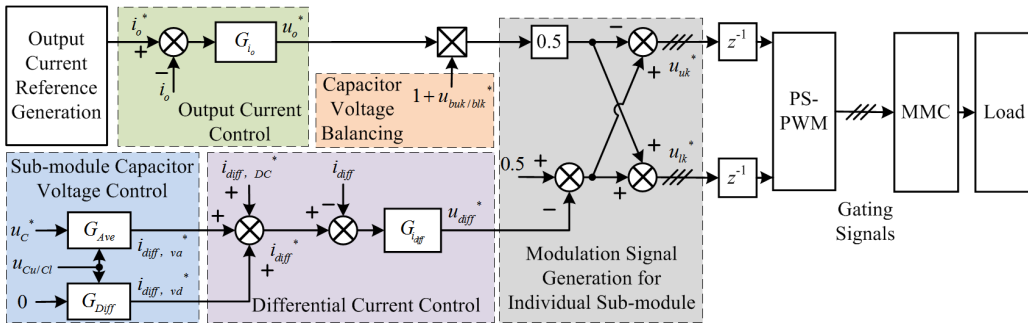 Output
Current
Reference
Generation
i_o^*
+
−
i_o
G_{i_o}
u_o^*
Output Current
Control
Capacitor
Voltage
Balancing
1+u_{buk/blk}^*
0.5
−
+
u_{uk}^*
+
+
u_{lk}^*
0.5
+
−
z^{-1}
z^{-1}
PS-
PWM
Gating
Signals
MMC
Load
Modulation Signal
Generation for
Individual Sub-module
Sub-module Capacitor
Voltage Control
u_C^*
G_{Ave}
i_{diff, va}^*
u_{Cu/Cl}
0
G_{Diff}
i_{diff, vd}^*
i_{diff, DC}^*
+
+
+
i_{diff}^*
i_{diff}
−
+
G_{i_{diff}}
u_{diff}^*
Differential Current Control